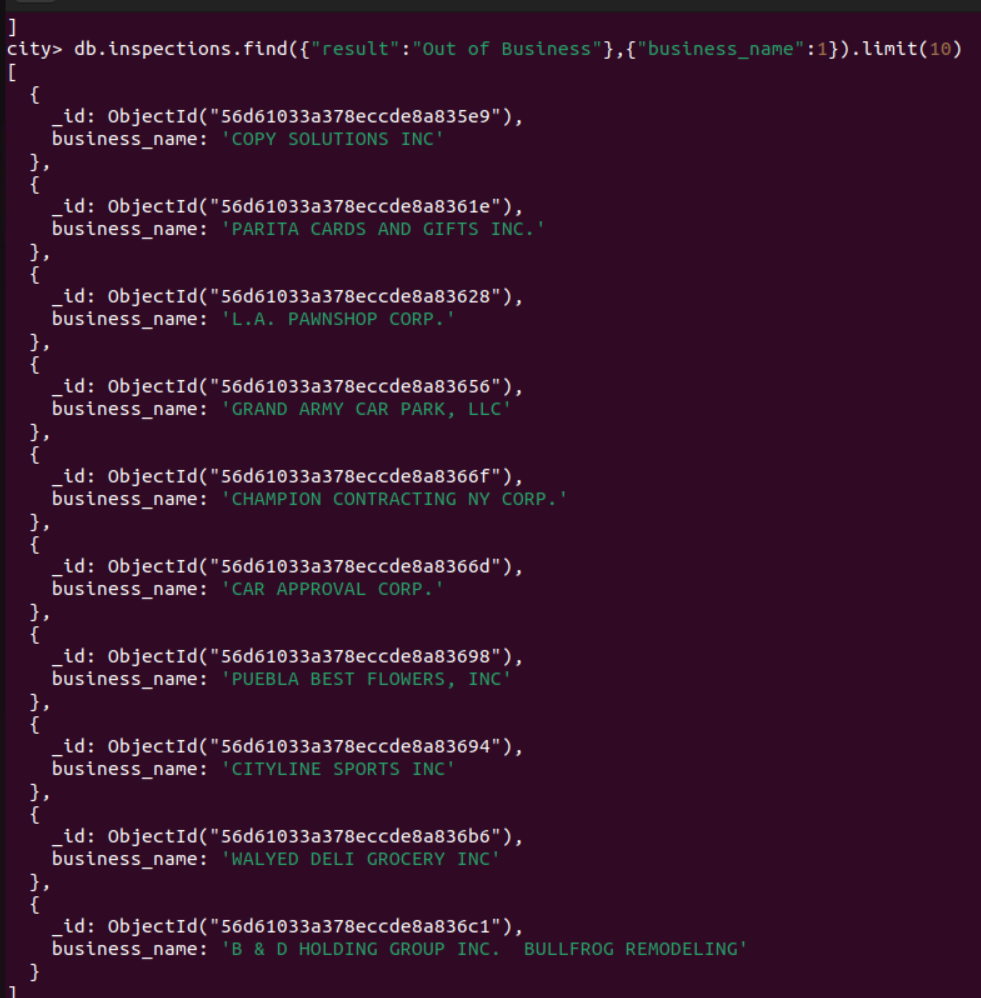 ]
city> db.inspections.find({"result":"Out of Business"},{"business_name":1}).limit(10)
[
  {
    _id: ObjectId("56d61033a378eccde8a835e9"),
    business_name: 'COPY SOLUTIONS INC'
  },
  {
    _id: ObjectId("56d61033a378eccde8a8361e"),
    business_name: 'PARITA CARDS AND GIFTS INC.'
  },
  {
    _id: ObjectId("56d61033a378eccde8a83628"),
    business_name: 'L.A. PAWNSHOP CORP.'
  },
  {
    _id: ObjectId("56d61033a378eccde8a83656"),
    business_name: 'GRAND ARMY CAR PARK, LLC'
  },
  {
    _id: ObjectId("56d61033a378eccde8a8366f"),
    business_name: 'CHAMPION CONTRACTING NY CORP.'
  },
  {
    _id: ObjectId("56d61033a378eccde8a8366d"),
    business_name: 'CAR APPROVAL CORP.'
  },
  {
    _id: ObjectId("56d61033a378eccde8a83698"),
    business_name: 'PUEBLA BEST FLOWERS, INC'
  },
  {
    _id: ObjectId("56d61033a378eccde8a83694"),
    business_name: 'CITYLINE SPORTS INC'
  },
  {
    _id: ObjectId("56d61033a378eccde8a836b6"),
    business_name: 'WALYED DELI GROCERY INC'
  },
  {
    _id: ObjectId("56d61033a378eccde8a836c1"),
    business_name: 'B & D HOLDING GROUP INC.  BULLFROG REMODELING'
  }
]